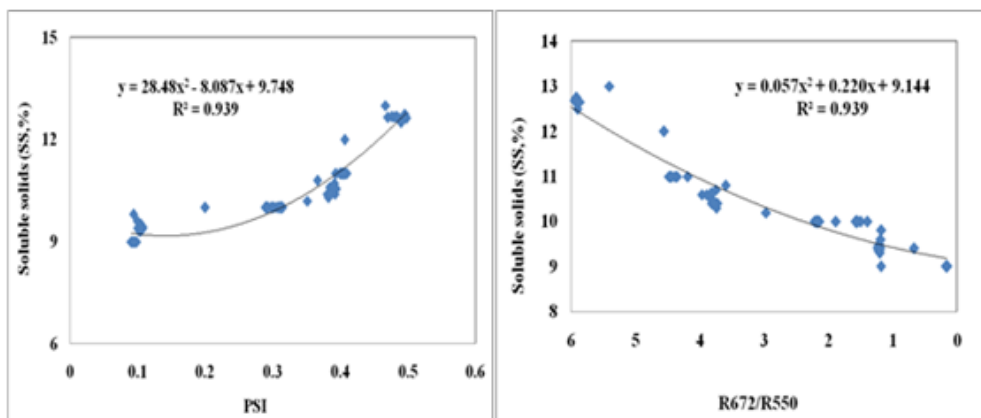 15
12
9
6
Soluble solids (SS,%)
y = 28.48x² - 8.087x + 9.748
R² = 0.939
0 0.1 0.2 0.3 0.4 0.5 0.6
PSI
14
13
12
11
10
9
8
Soluble solids (SS,%)
y = 0.057x² + 0.220x + 9.144
R² = 0.939
6 5 4 3 2 1 0
R672/R550